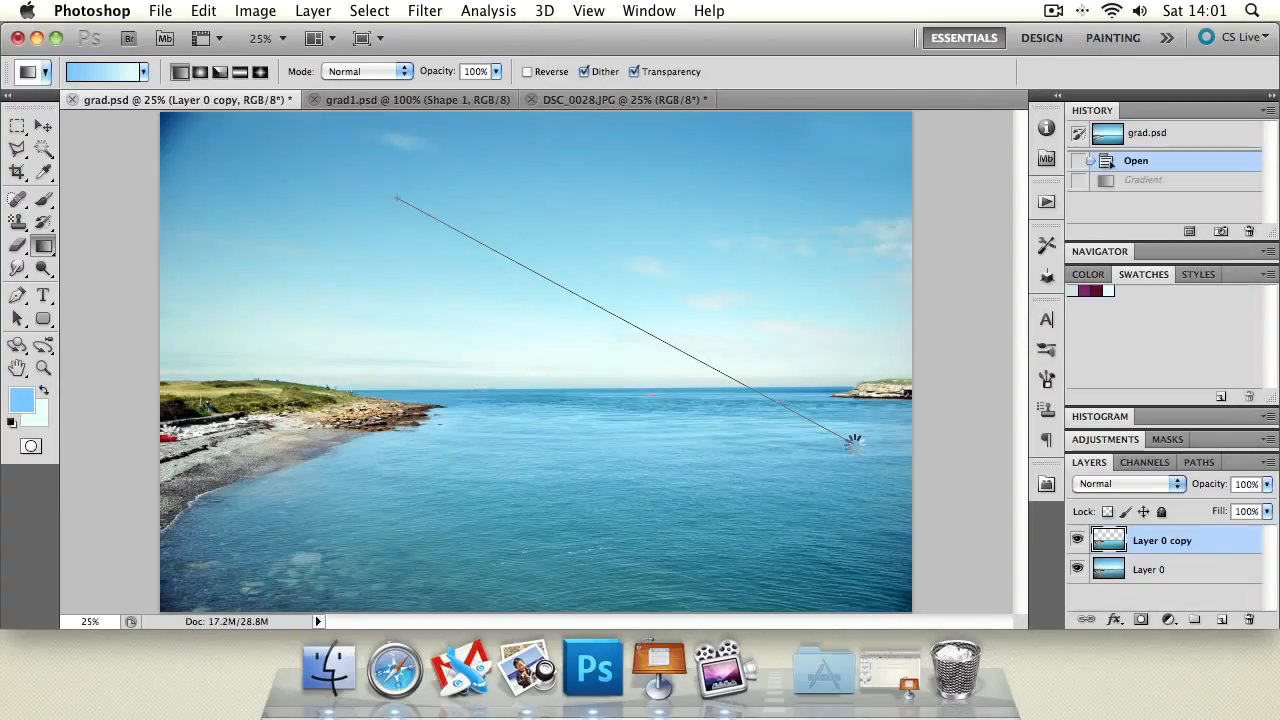 Photoshop File Edit Image Layer Select Filter Analysis 3D View Window Help Sat 14:01
Ps Br Mb 25% ESSENTIALS DESIGN PAINTING CS Live
Mode: Normal Opacity: 100% Reverse Dither Transparency
grad.psd @ 25% (Layer 0 copy, RGB/8*) * grad1.psd @ 100% (Shape 1, RGB/8) DSC_0028.JPG @ 25% (RGB/8*) *
HISTORY
grad.psd
Mb
Open
Gradient
NAVIGATOR
COLOR SWATCHES STYLES
HISTOGRAM
ADJUSTMENTS MASKS
LAYERS CHANNELS PATHS
Normal Opacity: 100%
Lock: Fill: 100%
Layer 0 copy
Layer 0
25% Doc: 17.2M/28.8M
Ps